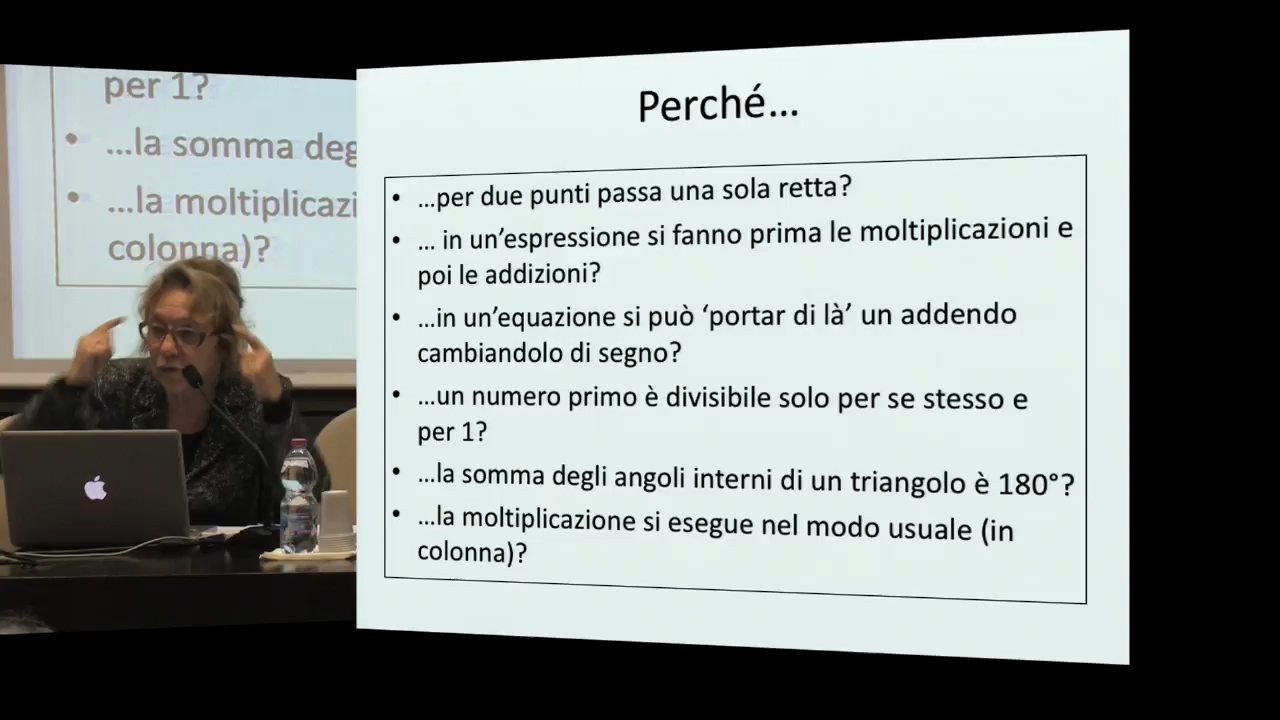 per 1?
• ...la somma deg
• ...la moltiplicazi
colonna)?
Perché...
• ...per due punti passa una sola retta?
• ... in un’espressione si fanno prima le moltiplicazioni e
poi le addizioni?
• ...in un’equazione si può ‘portar di là’ un addendo
cambiandolo di segno?
• ...un numero primo è divisibile solo per se stesso e
per 1?
• ...la somma degli angoli interni di un triangolo è 180°?
• ...la moltiplicazione si esegue nel modo usuale (in
colonna)?